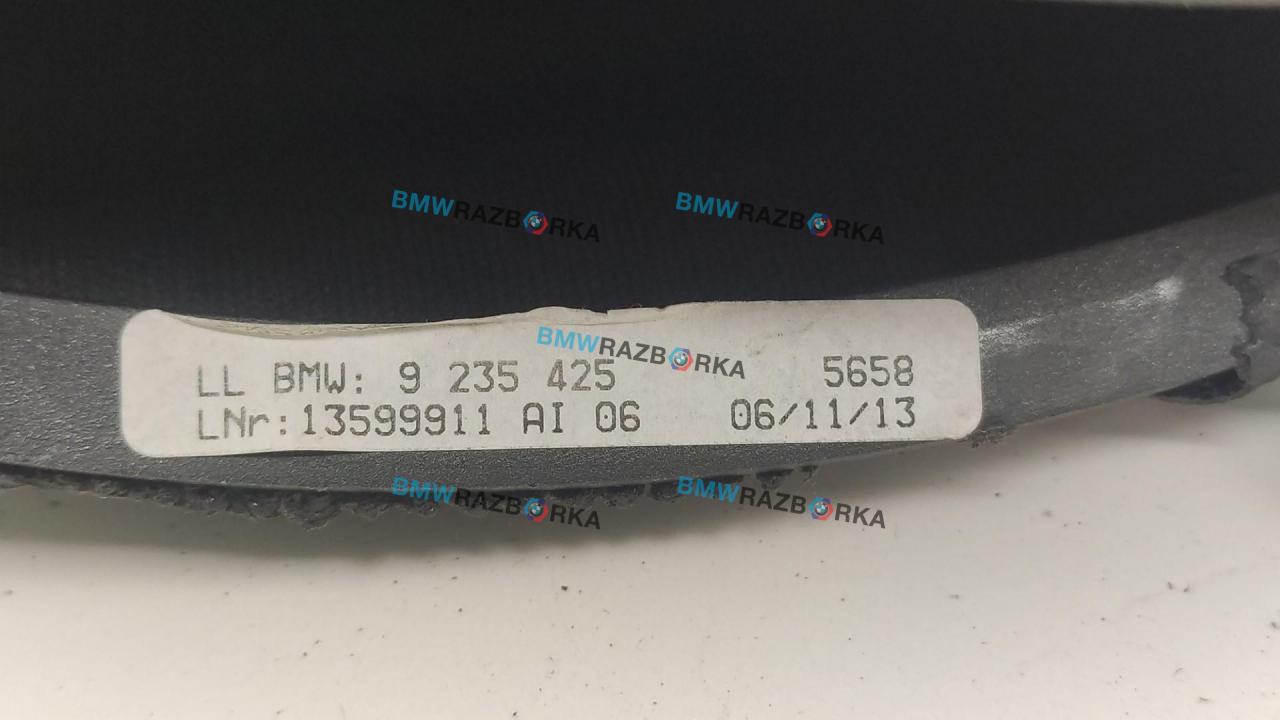 BMWRAZBORKA BMWRAZBORKA
BMWRAZBORKA
LL BMW: 9 235 425 5658
LNr:13599911 AI 06 06/11/13
BMWRAZBORKA BMWRAZBORKA